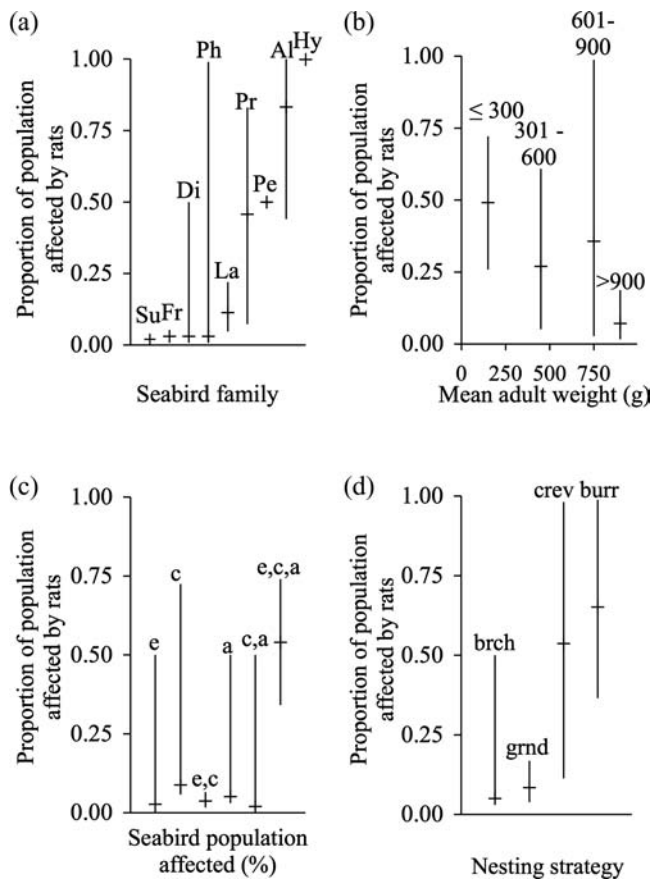 (a)
Proportion of population
affected by rats
1.00
0.75
0.50
0.25
0.00
Su
Fr
Di
Ph
La
Pr
Pe
Al
Hy
Seabird family
(b)
Proportion of population
affected by rats
1.00
0.75
0.50
0.25
0.00
≤ 300
301 -
600
601-
900
>900
0
250
500
750
Mean adult weight (g)
(c)
Proportion of population
affected by rats
1.00
0.75
0.50
0.25
0.00
e
c
e,c
a
c,a
e,c,a
Seabird population
affected (%)
(d)
Proportion of population
affected by rats
1.00
0.75
0.50
0.25
0.00
brch
grnd
crev
burr
Nesting strategy